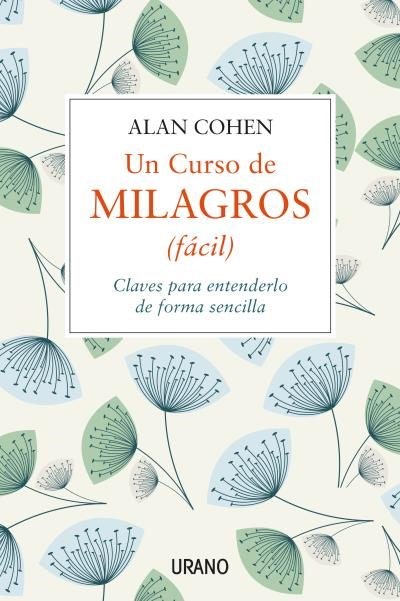 ALAN COHEN
Un Curso de
MILAGROS
(fácil)
Claves para entenderlo
de forma sencilla
URANO